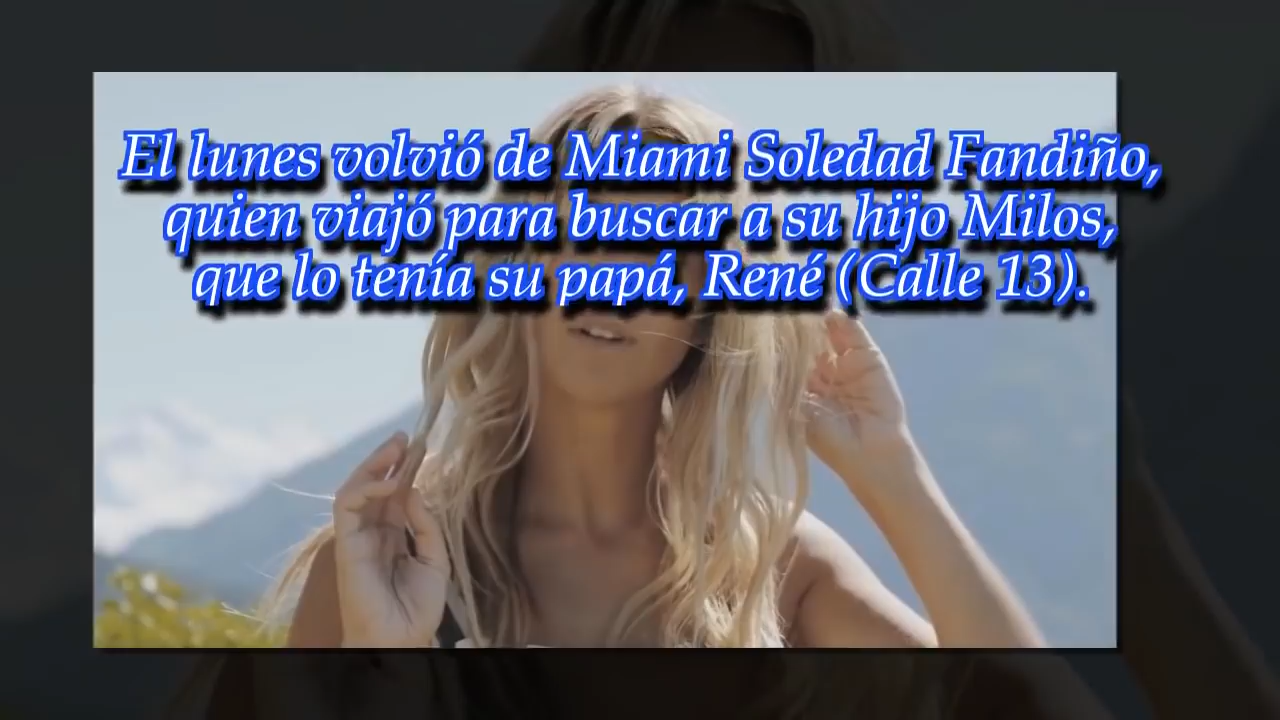 El lunes volvió de Miami Soledad Fandiño,
quien viajó para buscar a su hijo Milos,
que lo tenía su papá, René (Calle 13).